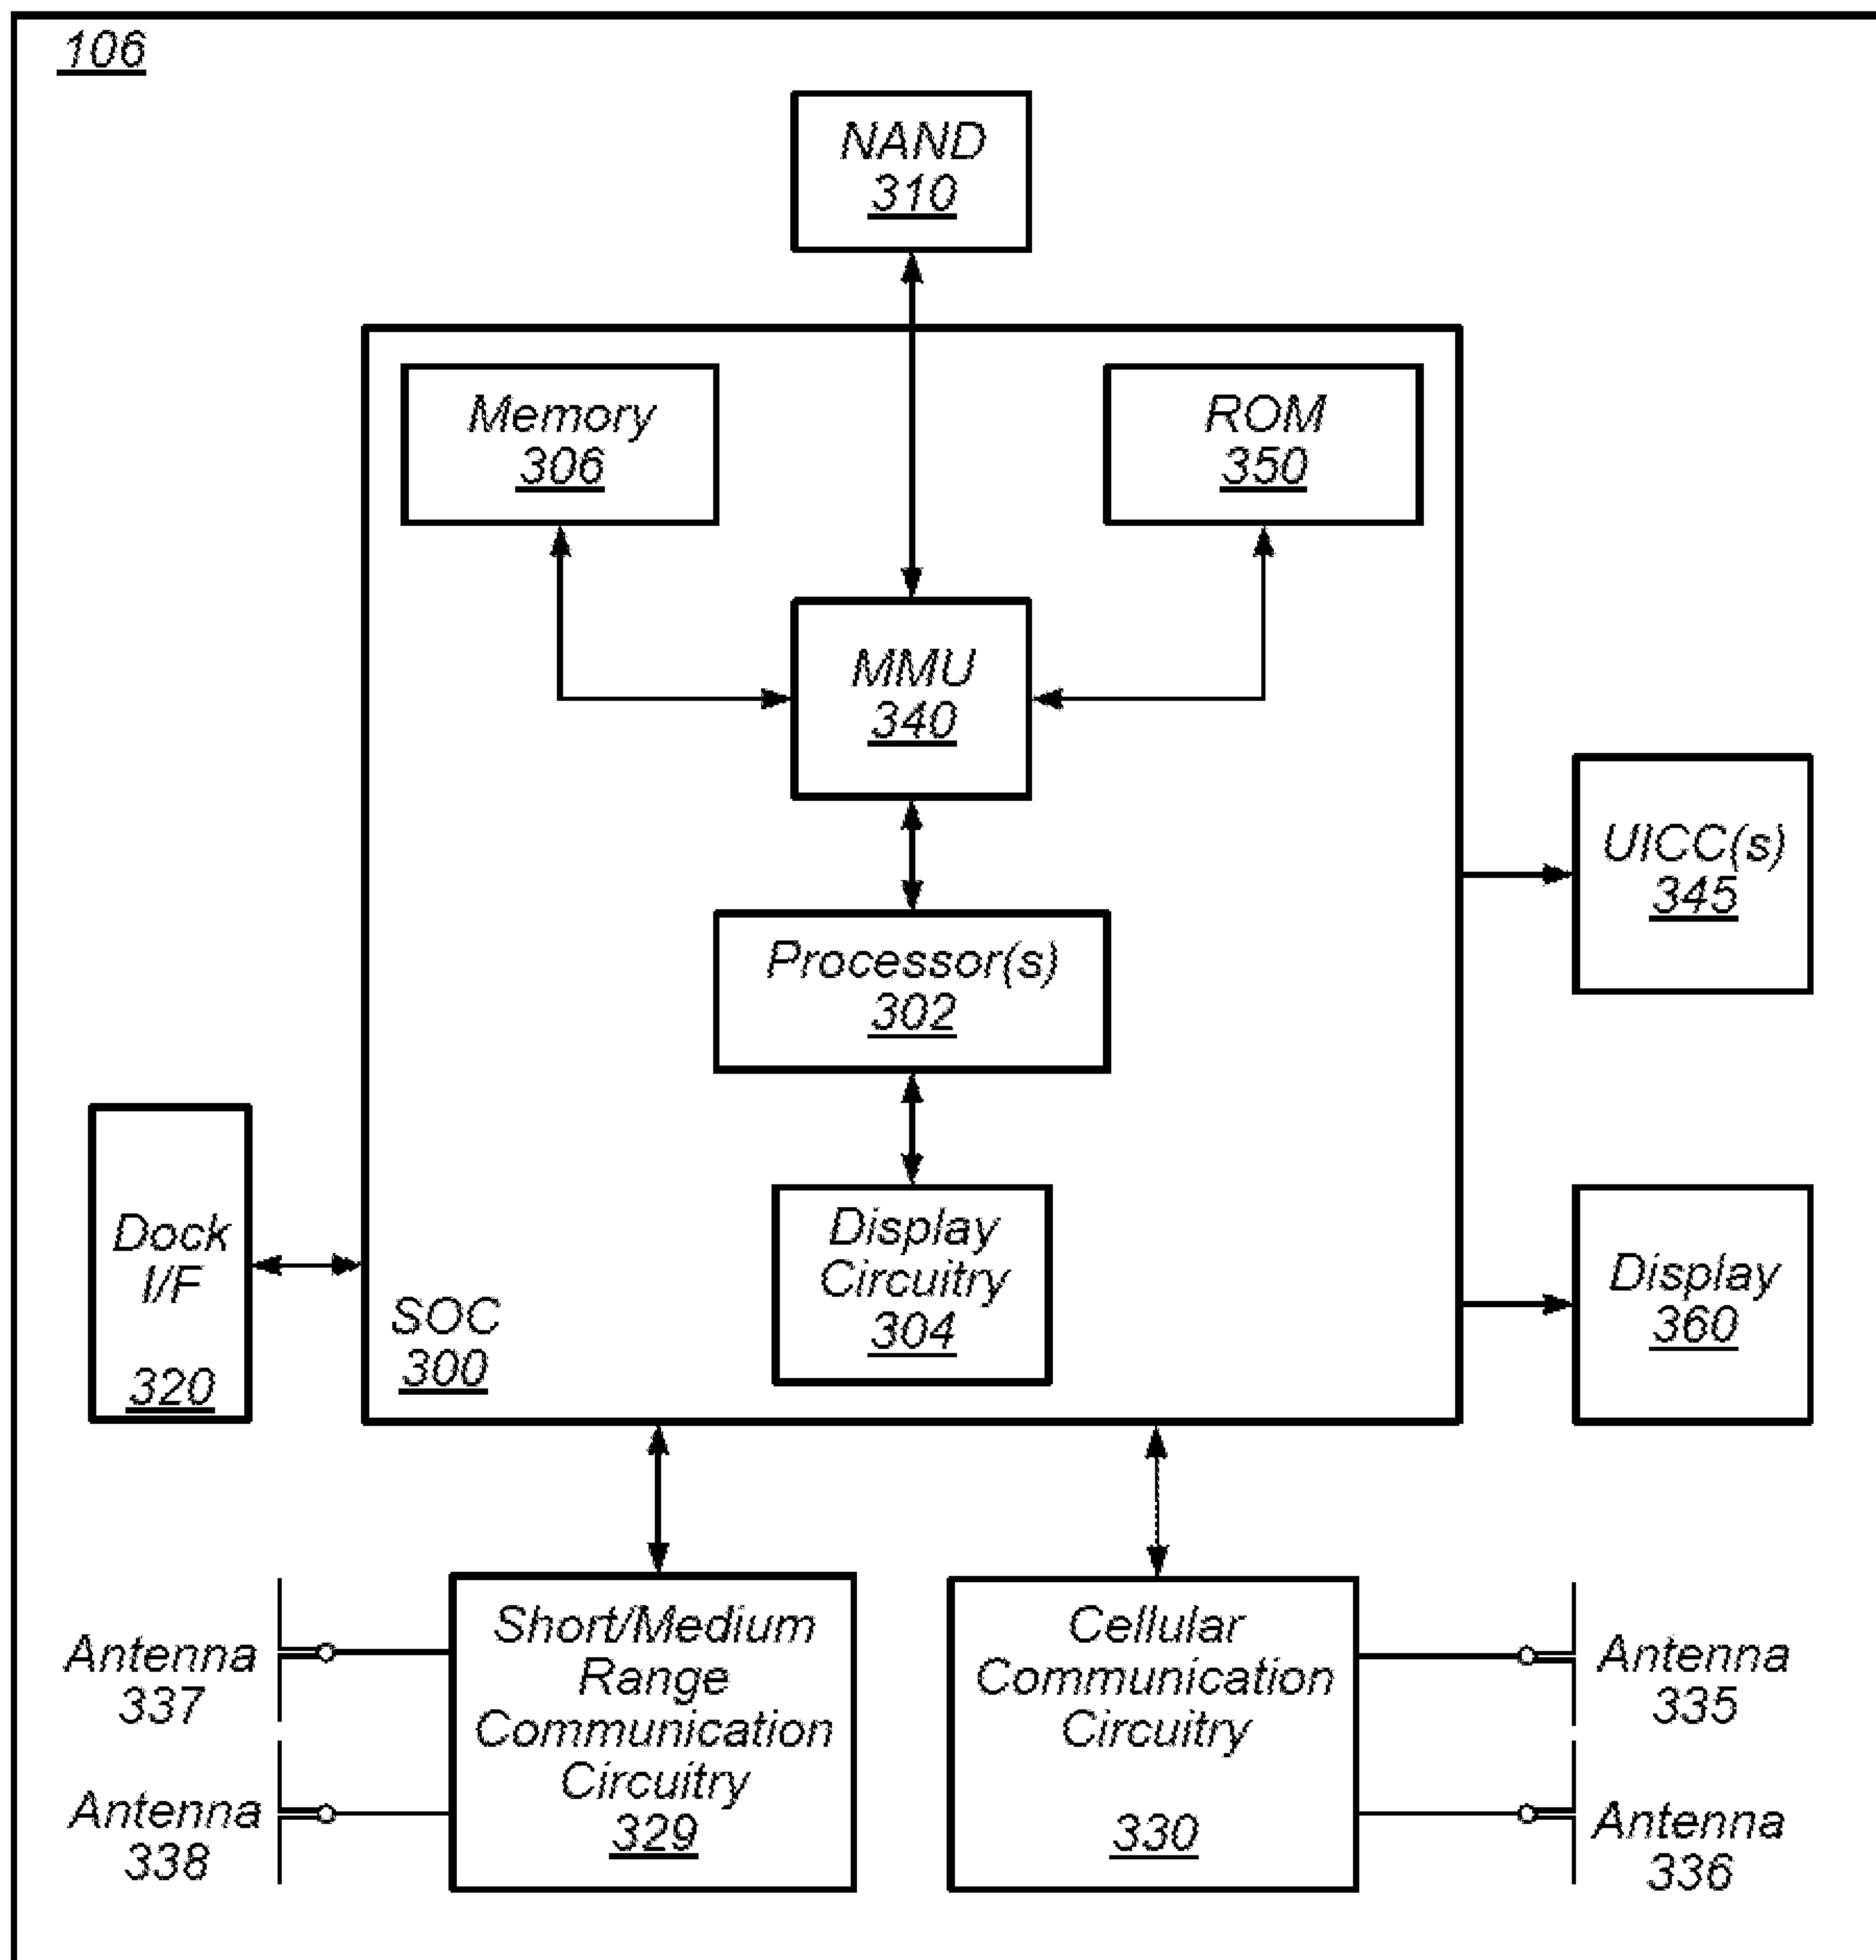 106
NAND
310
Memory
306
ROM
350
MMU
340
UICC(s)
345
Processor(s)
302
Dock
I/F
320
Display
Circuitry
304
SOC
300
Display
360
Antenna
337
Antenna
338
Short/Medium
Range
Communication
Circuitry
329
Cellular
Communication
Circuitry
330
Antenna
335
Antenna
336